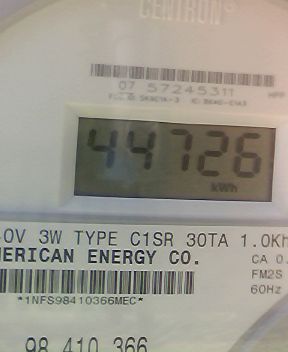 CENTRON®
07 57245311
44726
kWh
0V 3W TYPE C1SR 30TA 1.0Kh
ERICAN ENERGY CO.
CA 0.
FM2S
60Hz
*1NFS98410366MEC*
98 410 366